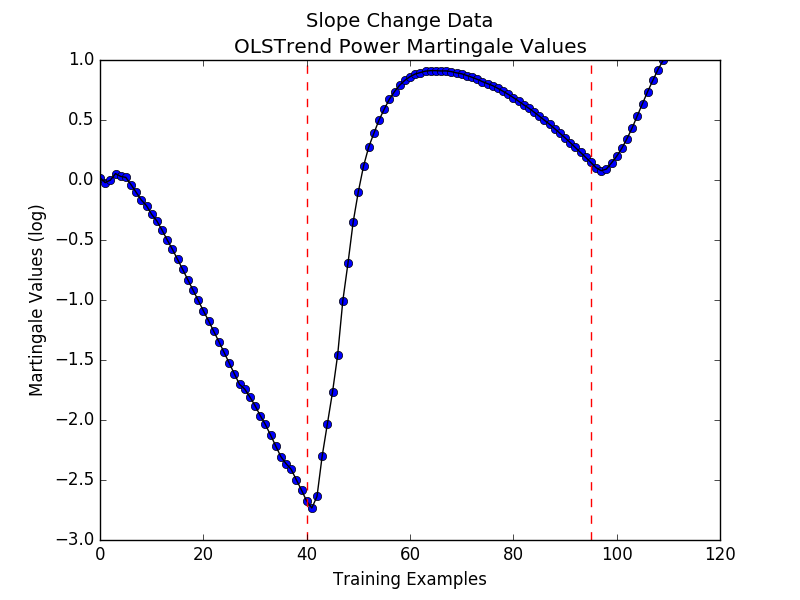 Slope Change Data
OLSTrend Power Martingale Values
1.0
0.5
0.0
−0.5
−1.0
−1.5
−2.0
−2.5
−3.0
Martingale Values (log)
0 20 40 60 80 100 120
Training Examples